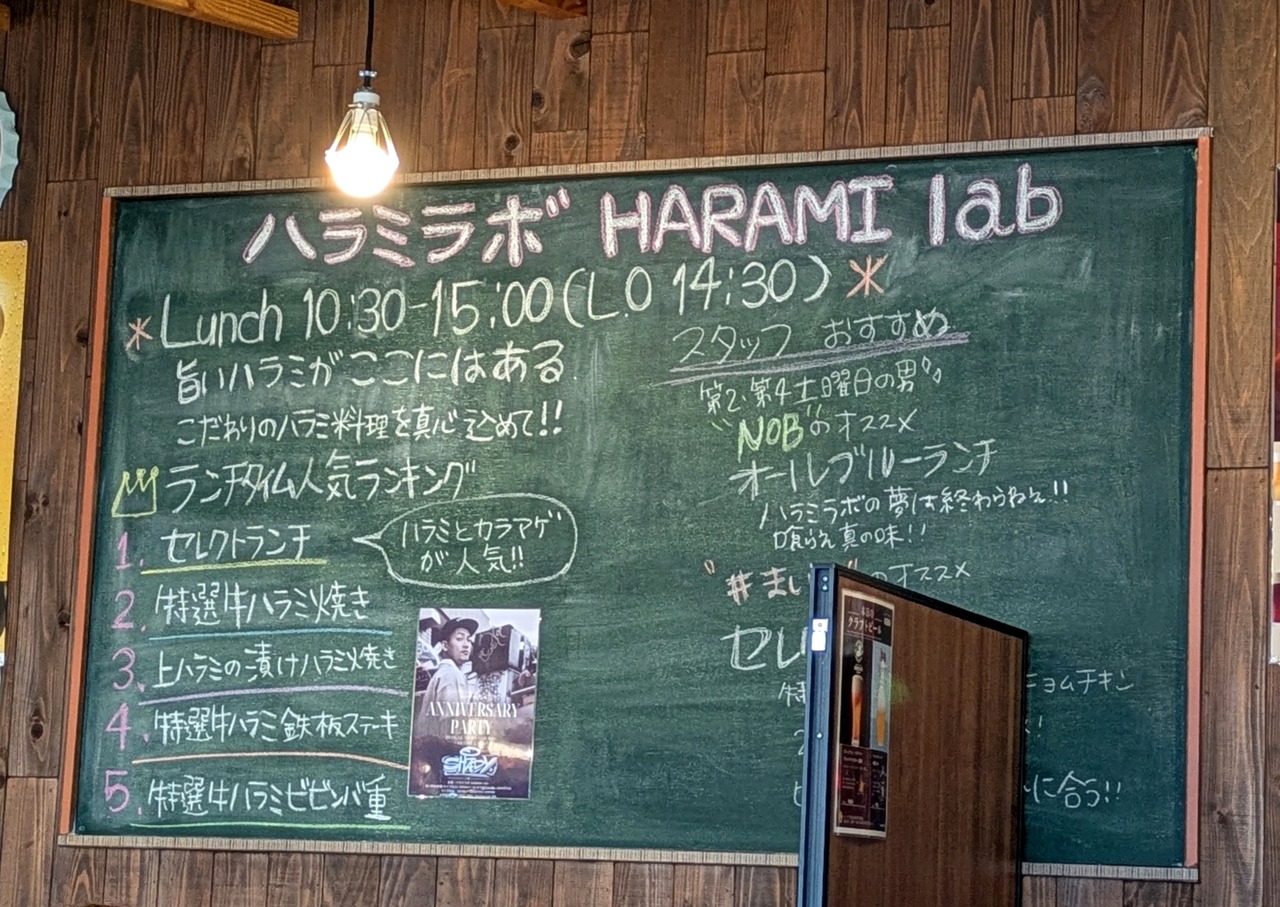 ハラミラボ HARAMI lab
* Lunch 10:30-15:00(L.O 14:30) *
旨いハラミがここにはある
こだわりのハラミ料理を真心込めて!!
ランチタイム人気ランキング
1. セレクトランチ
ハラミとカラアゲ
が人気!!
2. 特選牛ハラミ焼き
3. 上ハラミの漬けハラミ焼き
4. 特選牛ハラミ鉄板ステーキ
5. 特選牛ハラミビビンバ重
スタッフ おすすめ
第2・第4土曜日の男
"NOB"のオススメ
オールブルーランチ
ハラミラボの夢は終わらねぇ!!
喰らえ真の味!!
"#まい のオススメ
セレ
特 ニョムチキン
に合う!!
ANNIVERSARY
PARTY
クラフトビール